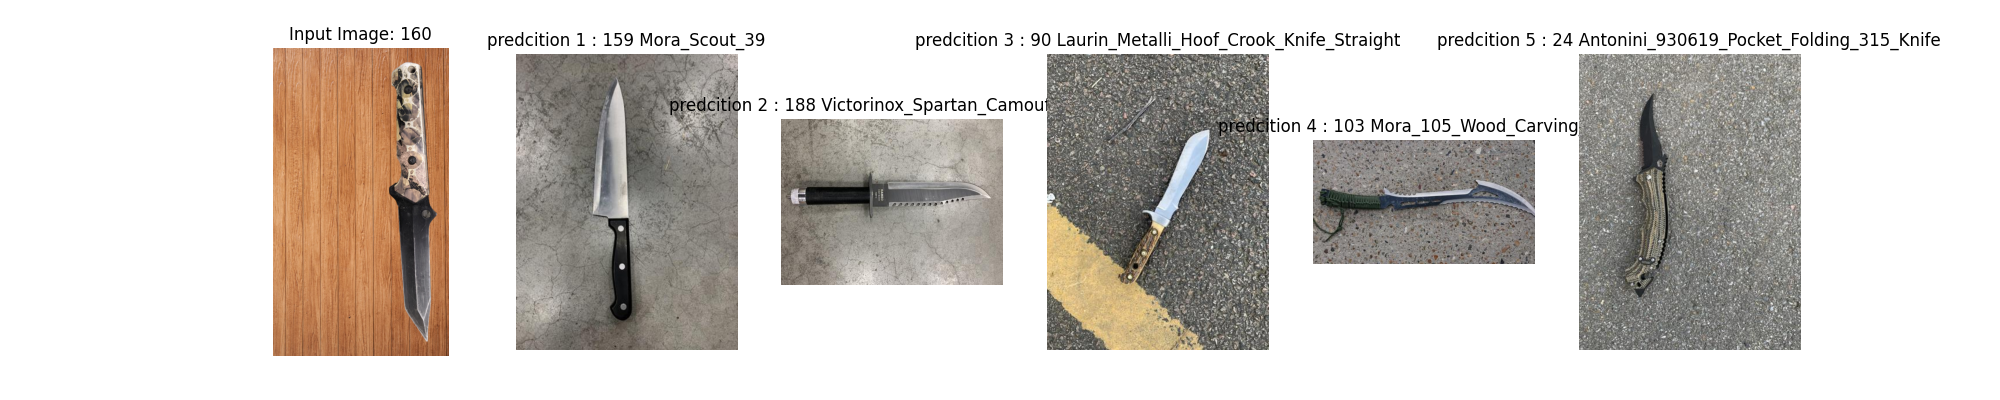 Input Image: 160
predcition 1 : 159 Mora_Scout_39
predcition 2 : 188 Victorinox_Spartan_Camouf
predcition 3 : 90 Laurin_Metalli_Hoof_Crook_Knife_Straight
predcition 4 : 103 Mora_105_Wood_Carving
predcition 5 : 24 Antonini_930619_Pocket_Folding_315_Knife